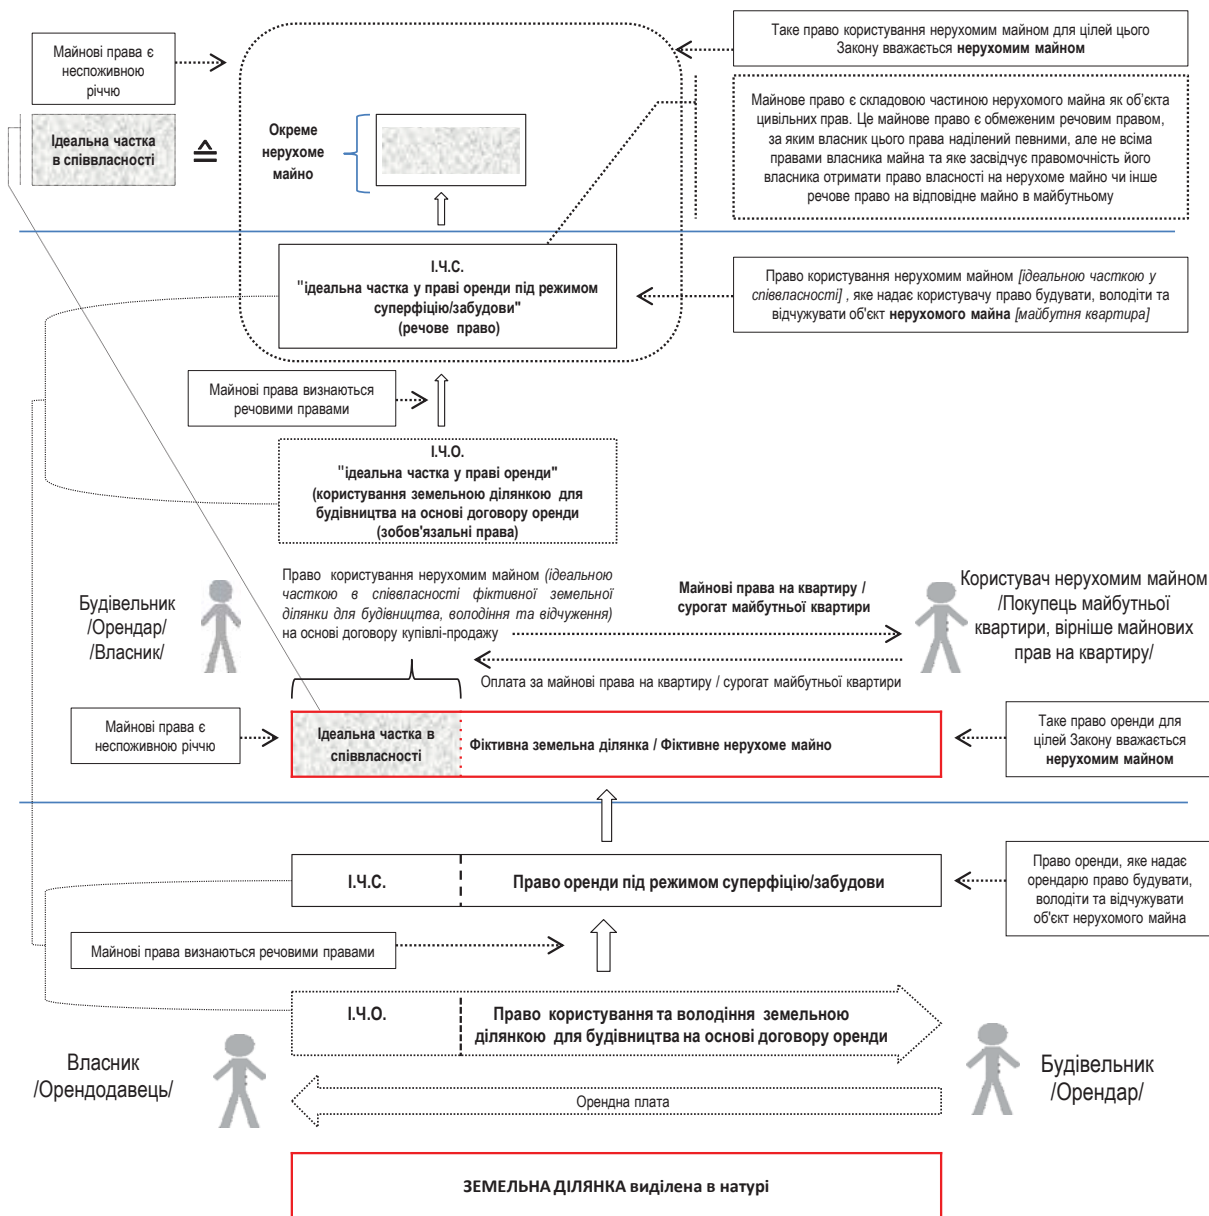 Майнові права є
неспоживною
річчю
Таке право користування нерухомим майном для цілей цього
Закону вважається нерухомим майном
Ідеальна частка
в співвласності
≙
Окреме
нерухоме
майно
Майнове право є складовою частиною нерухомого майна як об'єкта
цивільних прав. Це майнове право є обмеженим речовим правом,
за яким власник цього права наділений певними, але не всіма
правами власника майна та яке засвідчує правомочність його
власника отримати право власності на нерухоме майно чи інше
речове право на відповідне майно в майбутньому
І.Ч.С.
"ідеальна частка у праві оренди під режимом
суперфіцію/забудови"
(речове право)
Право користування нерухомим майном [ідеальною часткою у
співвласності] , яке надає користувачу право будувати, володіти та
відчужувати об'єкт нерухомого майна [майбутня квартира]
Майнові права визнаються
речовими правами
І.Ч.О.
"ідеальна частка у праві оренди"
(користування земельною ділянкою для
будівництва на основі договору оренди
(зобов'язальні права)
Будівельник
/Орендар/
/Власник/
Право користування нерухомим майном (ідеальною
часткою в співвласності фіктивної земельної
ділянки для будівництва, володіння та відчуження)
на основі договору купівлі-продажу
Майнові права на квартиру /
сурогат майбутньої квартири
Користувач нерухомим майном
/Покупець майбутньої
квартири, вірніше майнових
прав на квартиру/
Оплата за майнові права на квартиру / сурогат майбутньої квартири
Майнові права є
неспоживною річчю
Ідеальна частка в
співвласності
Фіктивна земельна ділянка / Фіктивне нерухоме майно
Таке право оренди для
цілей Закону вважається
нерухомим майном
І.Ч.С.
Право оренди під режимом суперфіцію/забудови
Право оренди, яке надає
орендарю право будувати,
володіти та відчужувати
об'єкт нерухомого майна
Майнові права визнаються речовими правами
І.Ч.О.
Право користування та володіння земельною
ділянкою для будівництва на основі договору оренди
Власник
/Орендодавець/
Будівельник
/Орендар/
Орендна плата
ЗЕМЕЛЬНА ДІЛЯНКА виділена в натурі